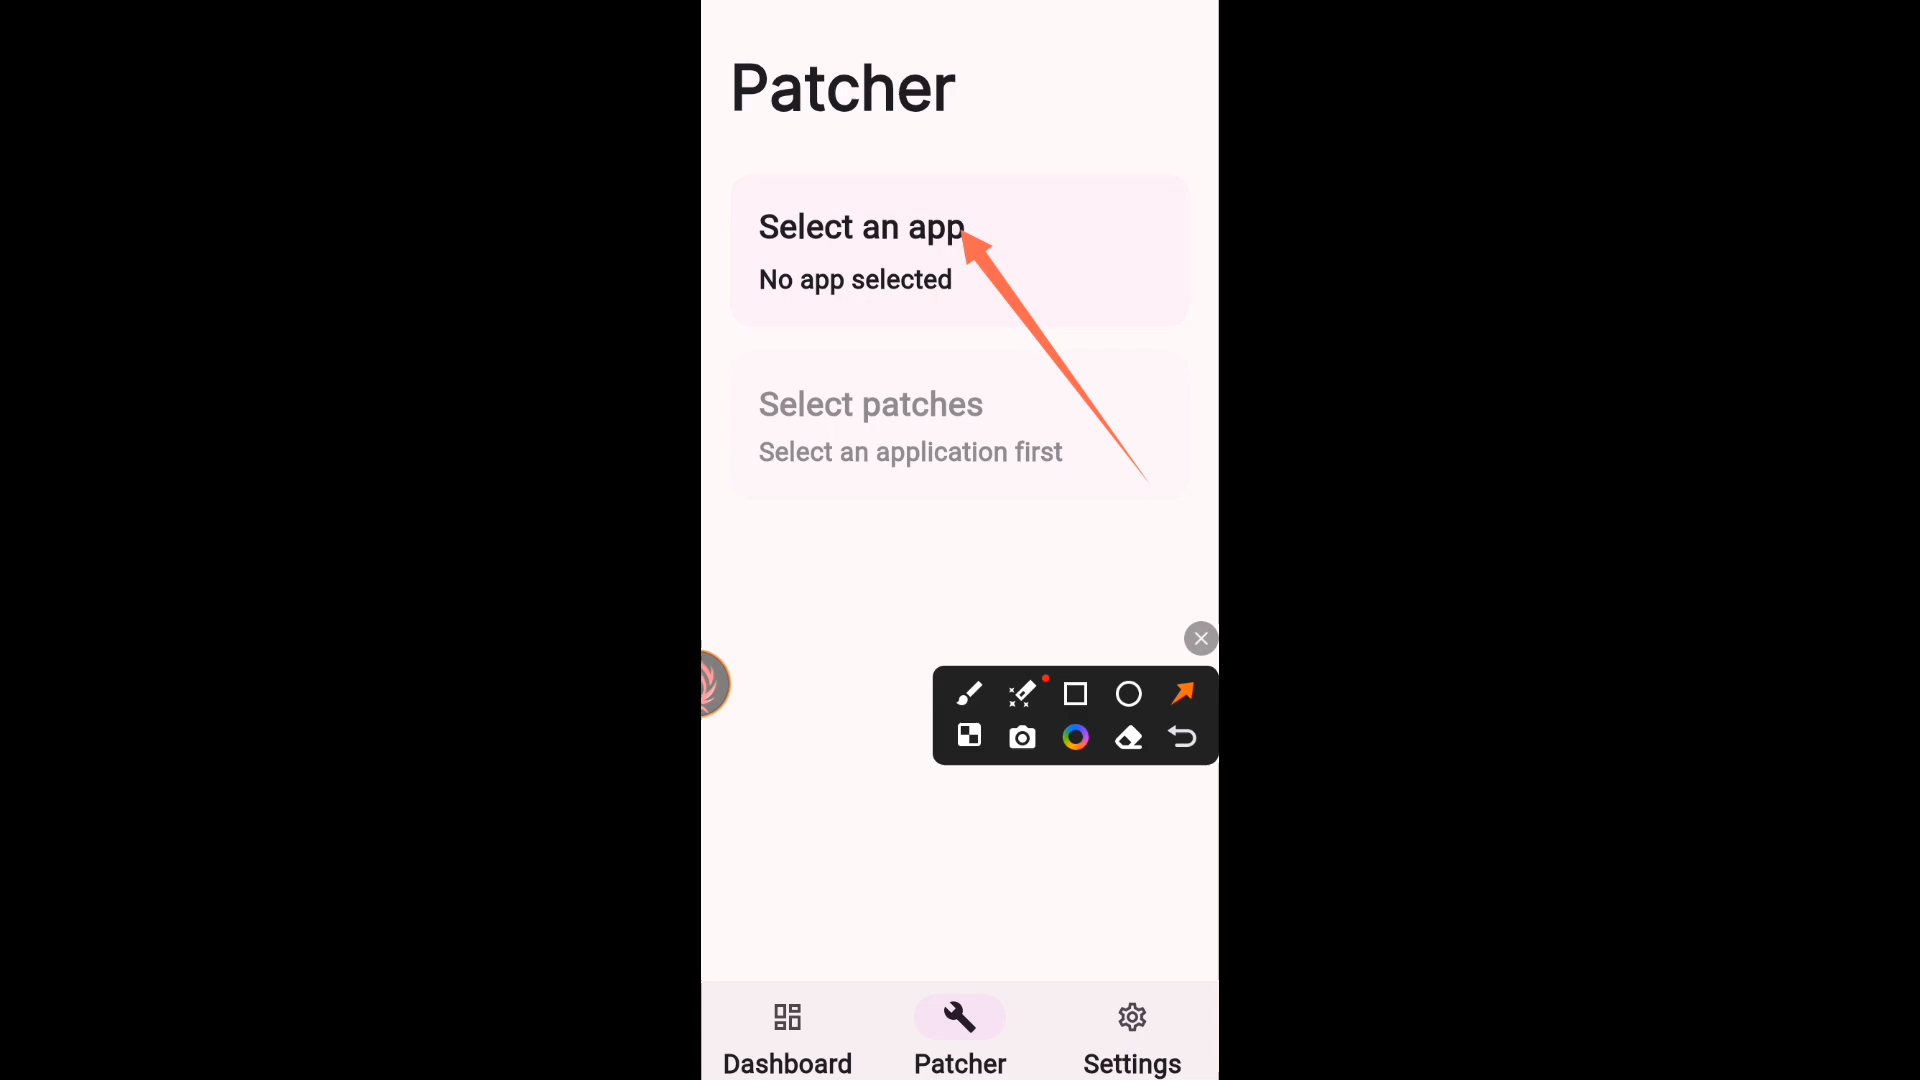 Patcher
Select an app
No app selected
Select patches
Select an application first
Dashboard
Patcher
Settings